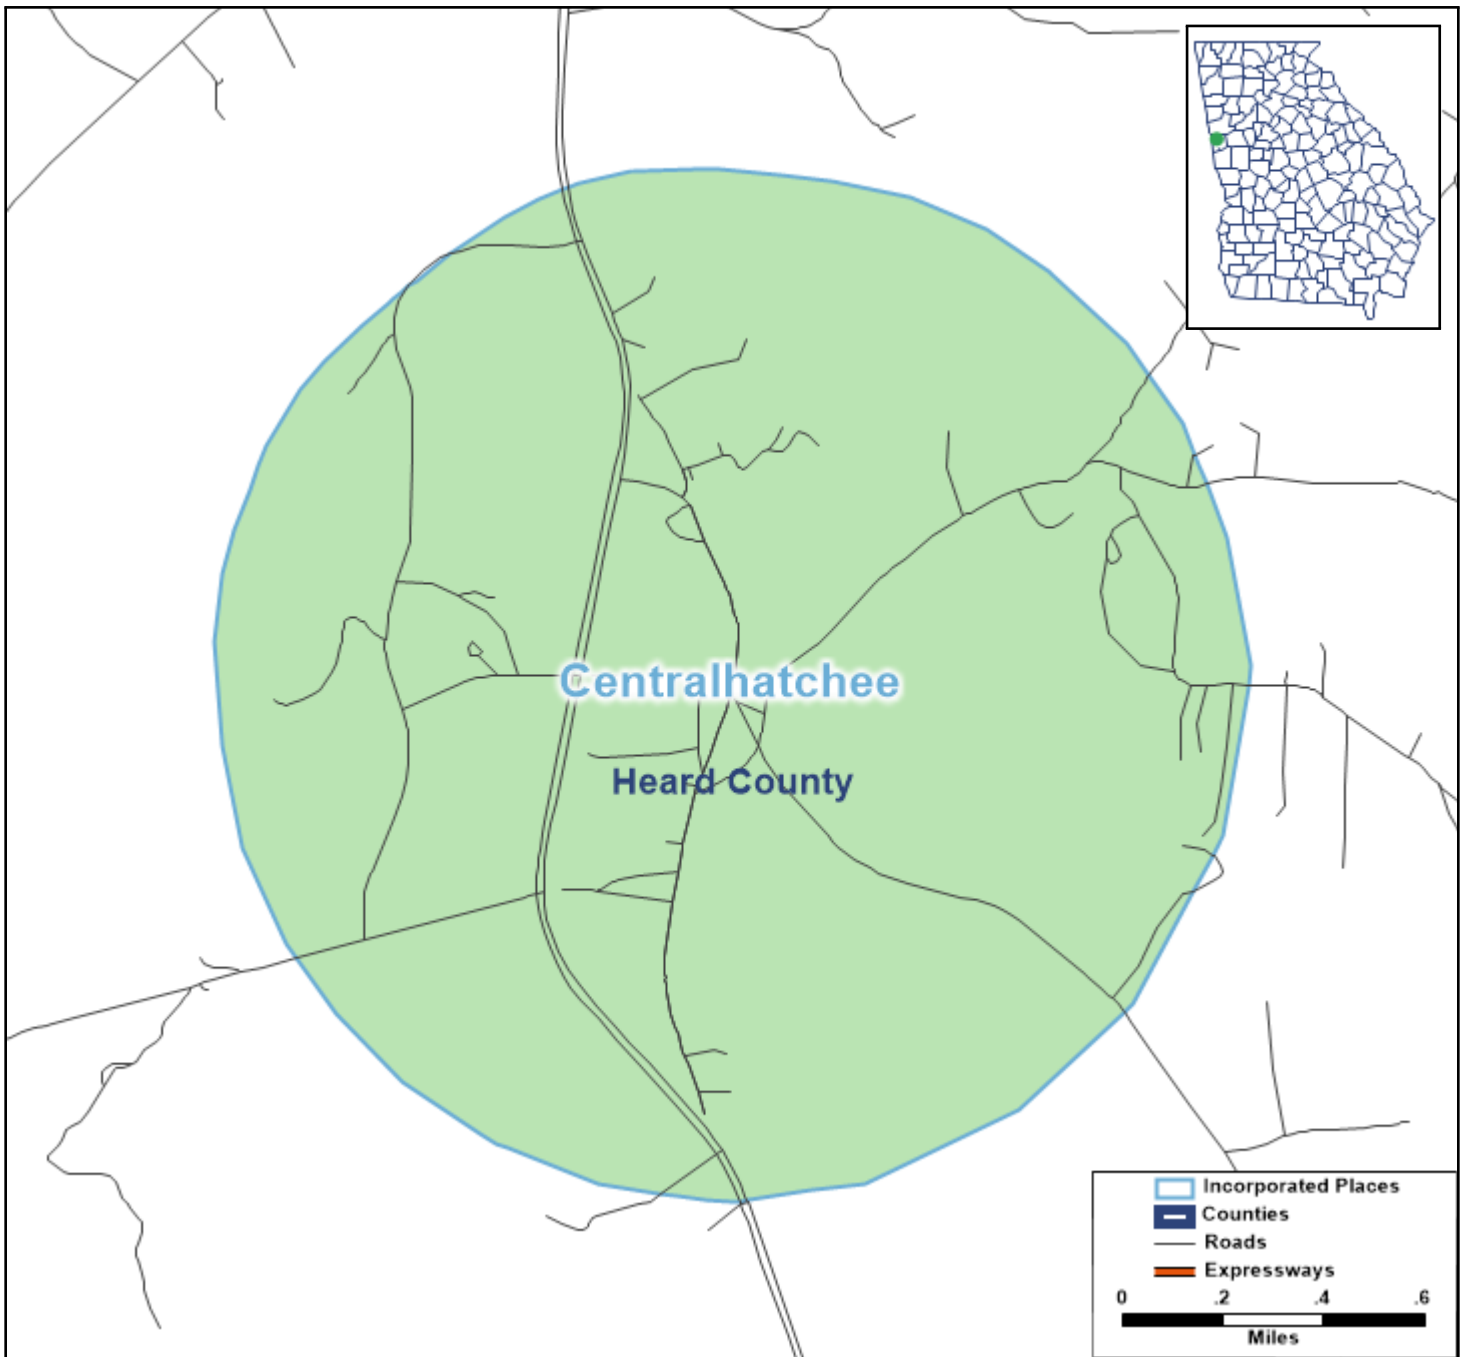 Centralhatchee
Heard County
Incorporated Places
Counties
Roads
Expressways
0 .2 .4 .6
Miles